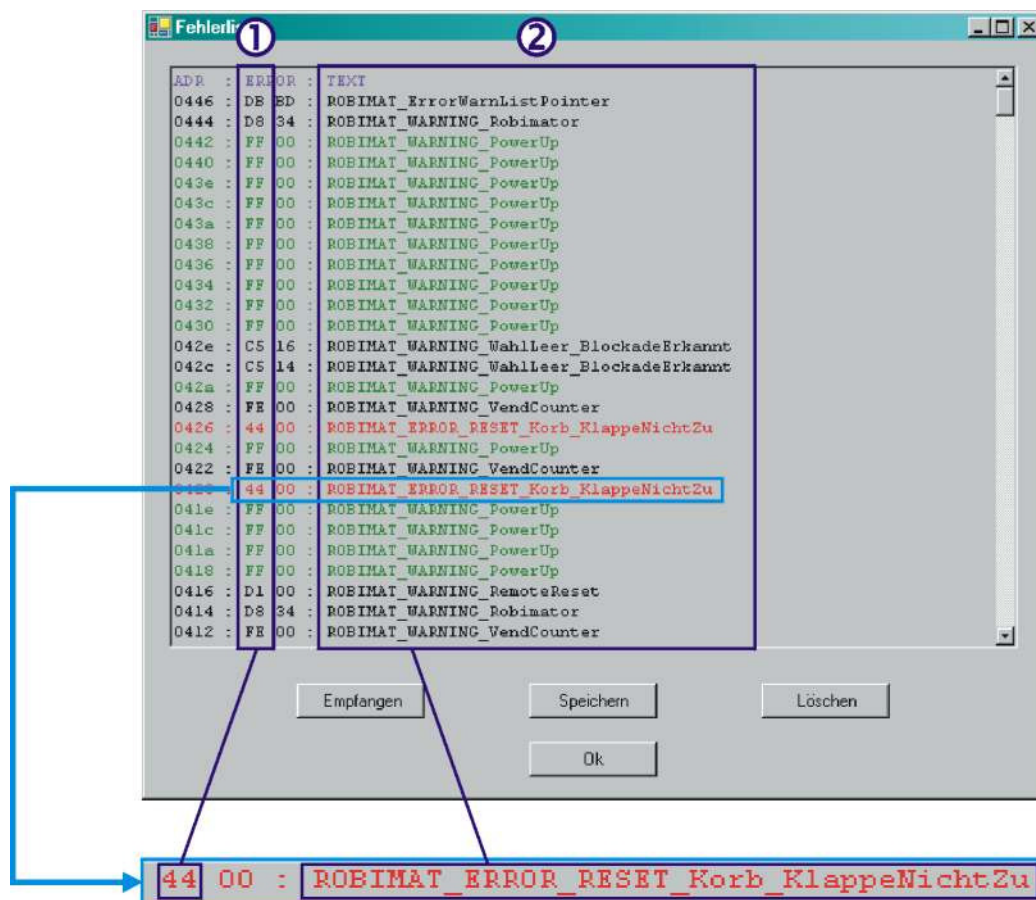 Fehlerli
① ②
ADR : ERROR : TEXT
0446 : DB BD : ROBIMAT_ErrorWarnListPointer
0444 : D8 34 : ROBIMAT_WARNING_Robimator
0442 : FF 00 : ROBIMAT_WARNING_PowerUp
0440 : FF 00 : ROBIMAT_WARNING_PowerUp
043e : FF 00 : ROBIMAT_WARNING_PowerUp
043c : FF 00 : ROBIMAT_WARNING_PowerUp
043a : FF 00 : ROBIMAT_WARNING_PowerUp
0438 : FF 00 : ROBIMAT_WARNING_PowerUp
0436 : FF 00 : ROBIMAT_WARNING_PowerUp
0434 : FF 00 : ROBIMAT_WARNING_PowerUp
0432 : FF 00 : ROBIMAT_WARNING_PowerUp
0430 : FF 00 : ROBIMAT_WARNING_PowerUp
042e : C5 16 : ROBIMAT_WARNING_WahlLeer_BlockadeErkannt
042c : C5 14 : ROBIMAT_WARNING_WahlLeer_BlockadeErkannt
042a : FF 00 : ROBIMAT_WARNING_PowerUp
0428 : FE 00 : ROBIMAT_WARNING_VendCounter
0426 : 44 00 : ROBIMAT_ERROR_RESET_Korb_KlappeNichtZu
0424 : FF 00 : ROBIMAT_WARNING_PowerUp
0422 : FE 00 : ROBIMAT_WARNING_VendCounter
: 44 00 : ROBIMAT_ERROR_RESET_Korb_KlappeNichtZu
041e : FF 00 : ROBIMAT_WARNING_PowerUp
041c : FF 00 : ROBIMAT_WARNING_PowerUp
041a : FF 00 : ROBIMAT_WARNING_PowerUp
0418 : FF 00 : ROBIMAT_WARNING_PowerUp
0416 : D1 00 : ROBIMAT_WARNING_RemoteReset
0414 : D8 34 : ROBIMAT_WARNING_Robimator
0412 : FE 00 : ROBIMAT_WARNING_VendCounter
Empfangen Speichern Löschen
Ok
44 00 : ROBIMAT_ERROR_RESET_Korb_KlappeNichtZu